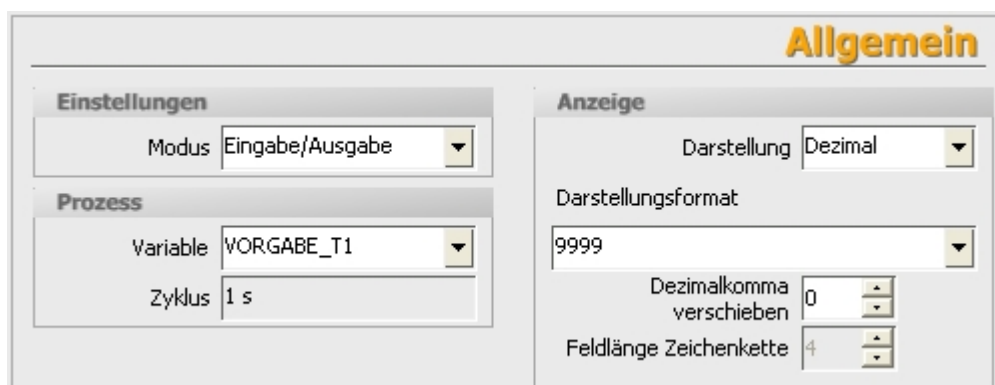 Allgemein
Einstellungen
Modus Eingabe/Ausgabe
Prozess
Variable VORGABE_T1
Zyklus 1 s
Anzeige
Darstellung Dezimal
Darstellungsformat
9999
Dezimalkomma
verschieben 0
Feldlänge Zeichenkette 4